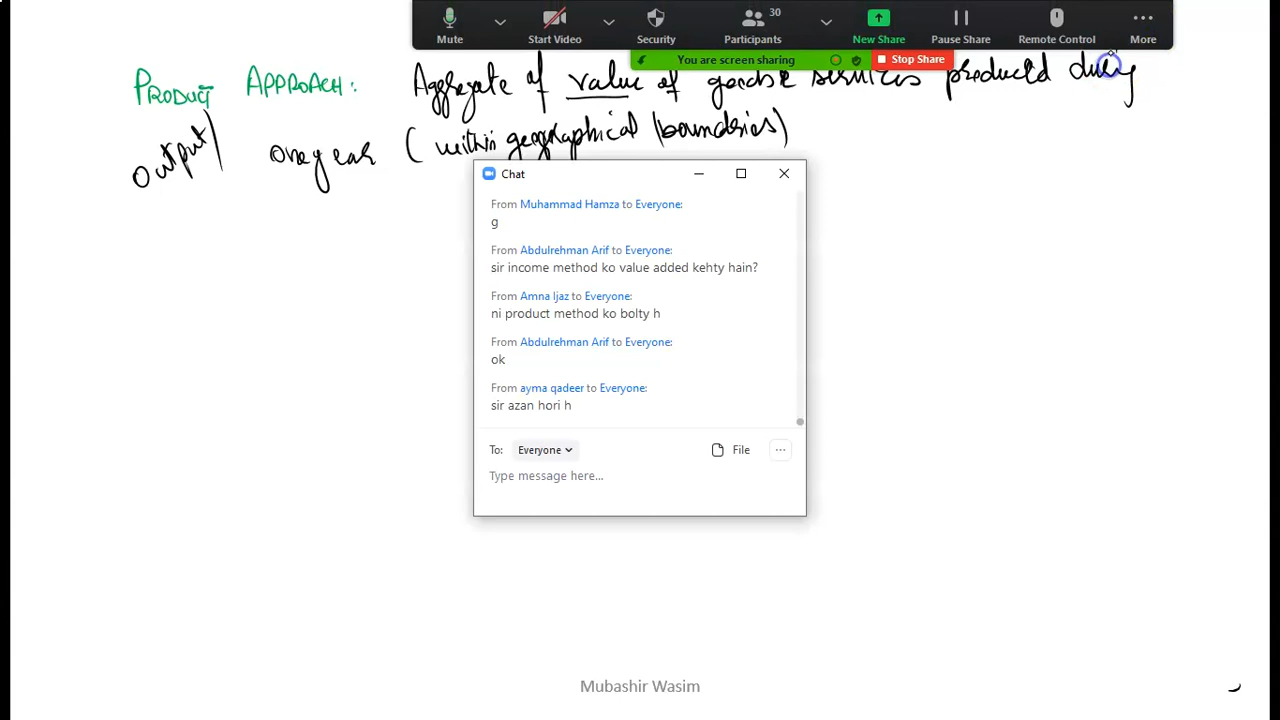 30
Mute
Start Video
Security
Participants
New Share
Pause Share
Remote Control
More
You are screen sharing
Stop Share
PRODUCT APPROACH: Aggregate of value of goods & services produced during
output/ one year (within geographical boundries)
Chat
From Muhammad Hamza to Everyone:
g
From Abdulrehman Arif to Everyone:
sir income method ko value added kehty hain?
From Amna Ijaz to Everyone:
ni product method ko bolty h
From Abdulrehman Arif to Everyone:
ok
From ayma qadeer to Everyone:
sir azan hori h
To: Everyone
File
Type message here...
Mubashir Wasim